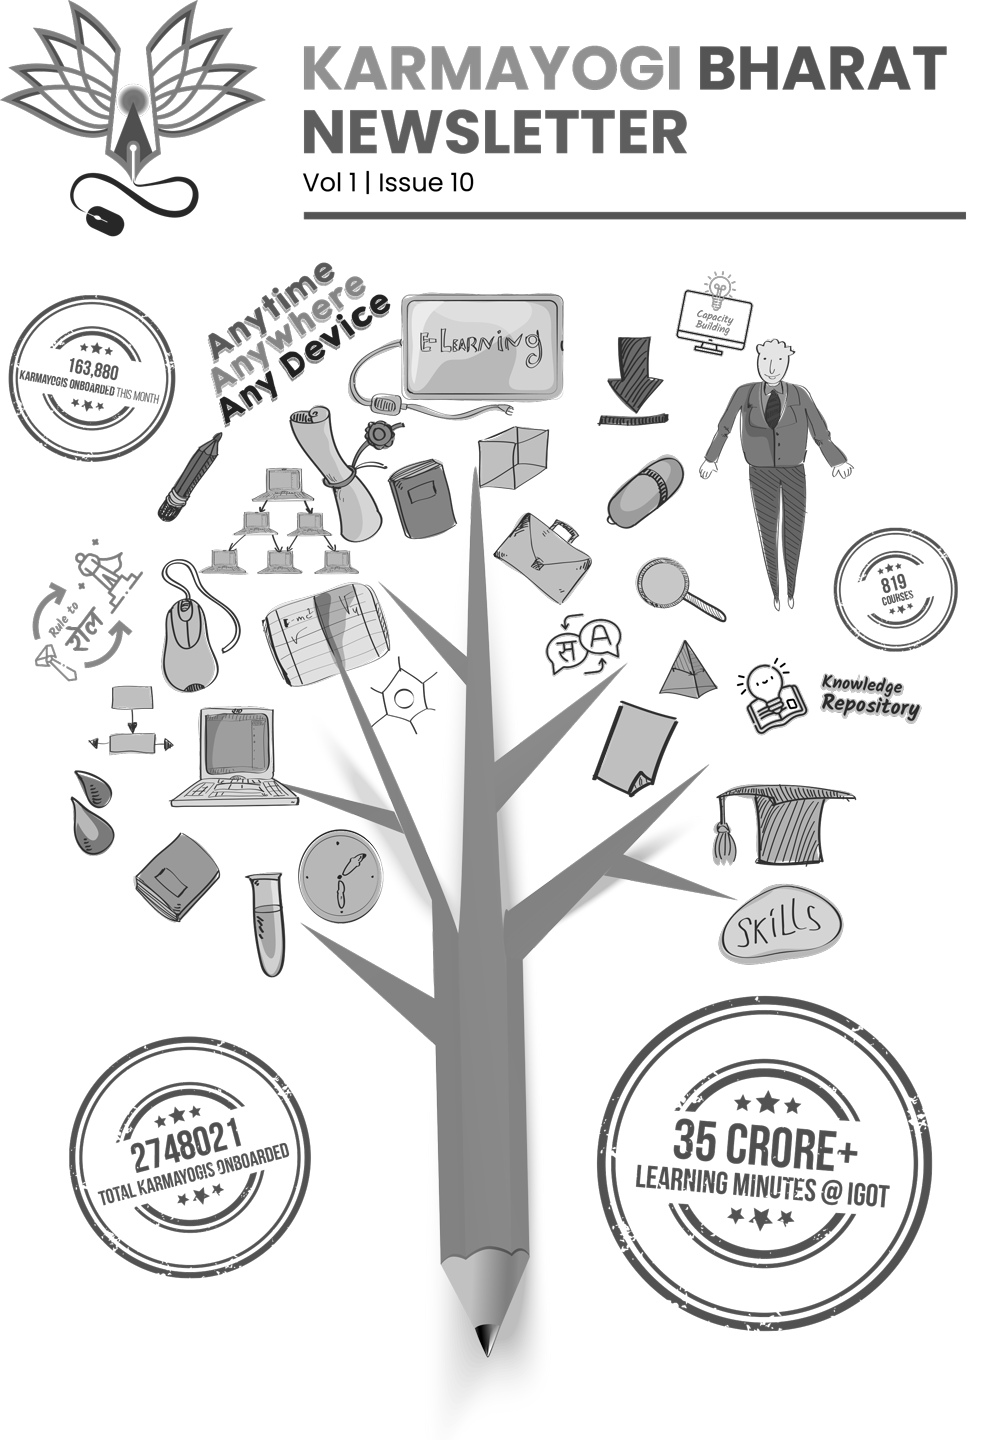 KARMAYOGI BHARAT
NEWSLETTER
Vol 1 | Issue 10
Anytime
Anywhere
Any Device
E-LEARNING
Capacity
Building
163,880
KARMAYOGIS ONBOARDED THIS MONTH
819
COURSES
Rule to
रोल
E=mc²
स A
Knowledge
Repository
SKILLS
2748021
TOTAL KARMAYOGIS ONBOARDED
35 CRORE+
LEARNING MINUTES @ IGOT